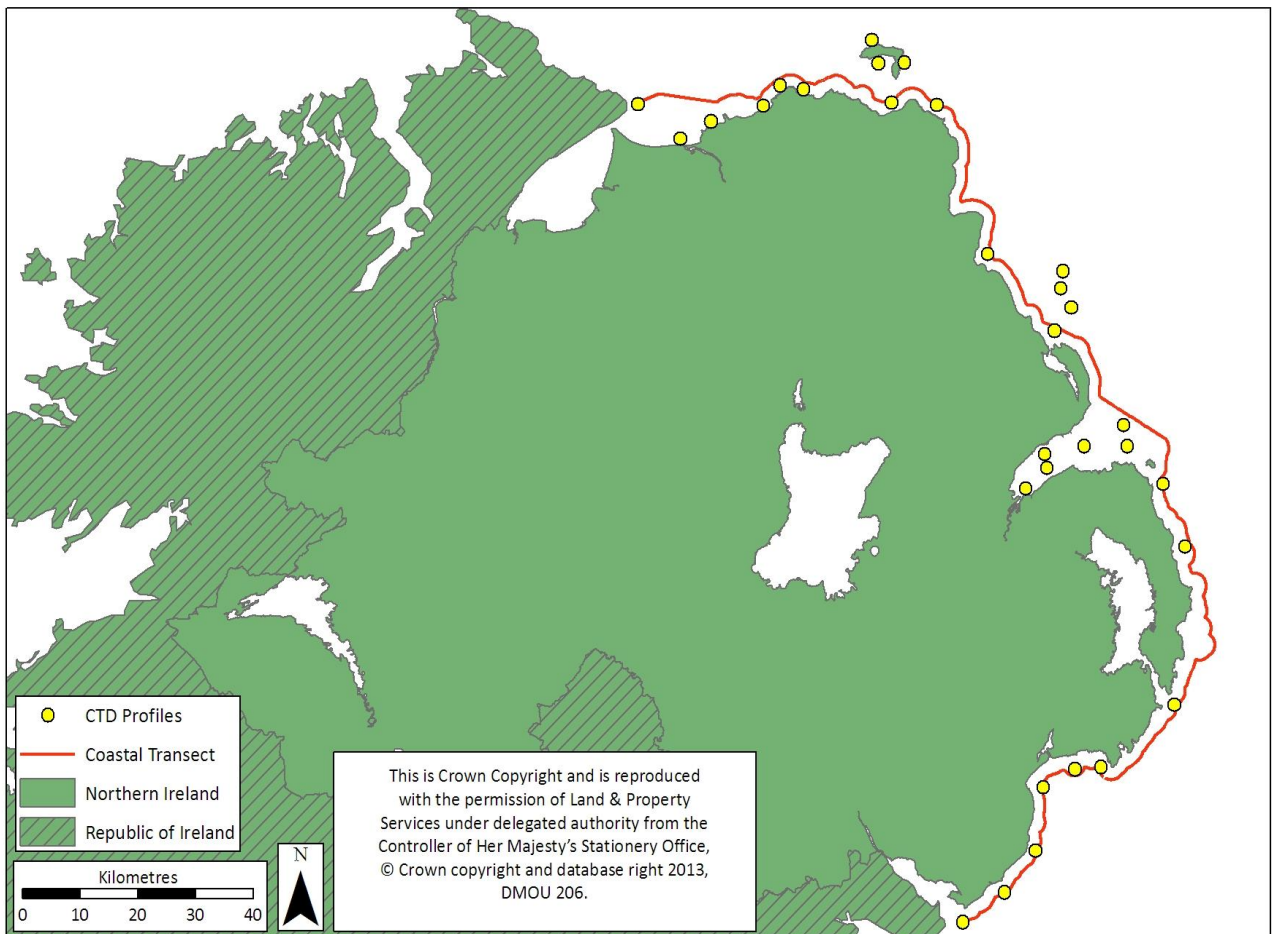 CTD Profiles
Coastal Transect
Northern Ireland
Republic of Ireland
Kilometres
0 10 20 30 40
N
This is Crown Copyright and is reproduced
with the permission of Land & Property
Services under delegated authority from the
Controller of Her Majesty's Stationery Office,
© Crown copyright and database right 2013,
DMOU 206.